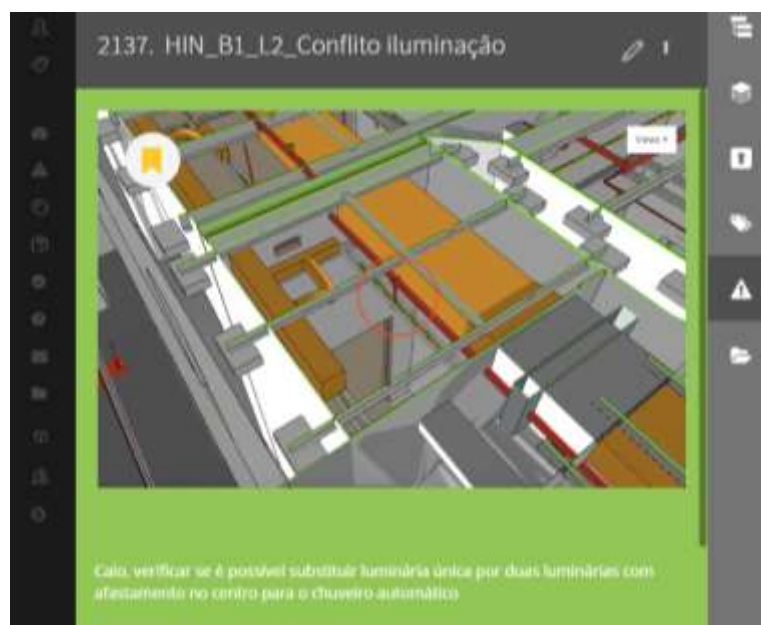 2137. HIN_B1_L2_Conflito iluminação
Views
Caio, verificar se é possível substituir luminária única por duas luminárias com
afastamento no centro para o chuveiro automático